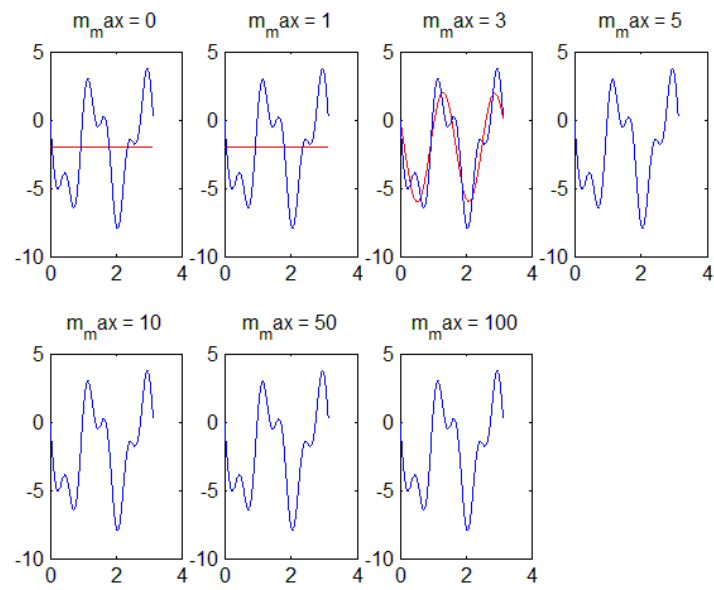 m_max = 0 m_max = 1 m_max = 3 m_max = 5
5 5 5 5
0 0 0 0
-5 -5 -5 -5
-10 -10 -10 -10
0 2 4 0 2 4 0 2 4 0 2 4
m_max = 10 m_max = 50 m_max = 100
5 5 5
0 0 0
-5 -5 -5
-10 -10 -10
0 2 4 0 2 4 0 2 4